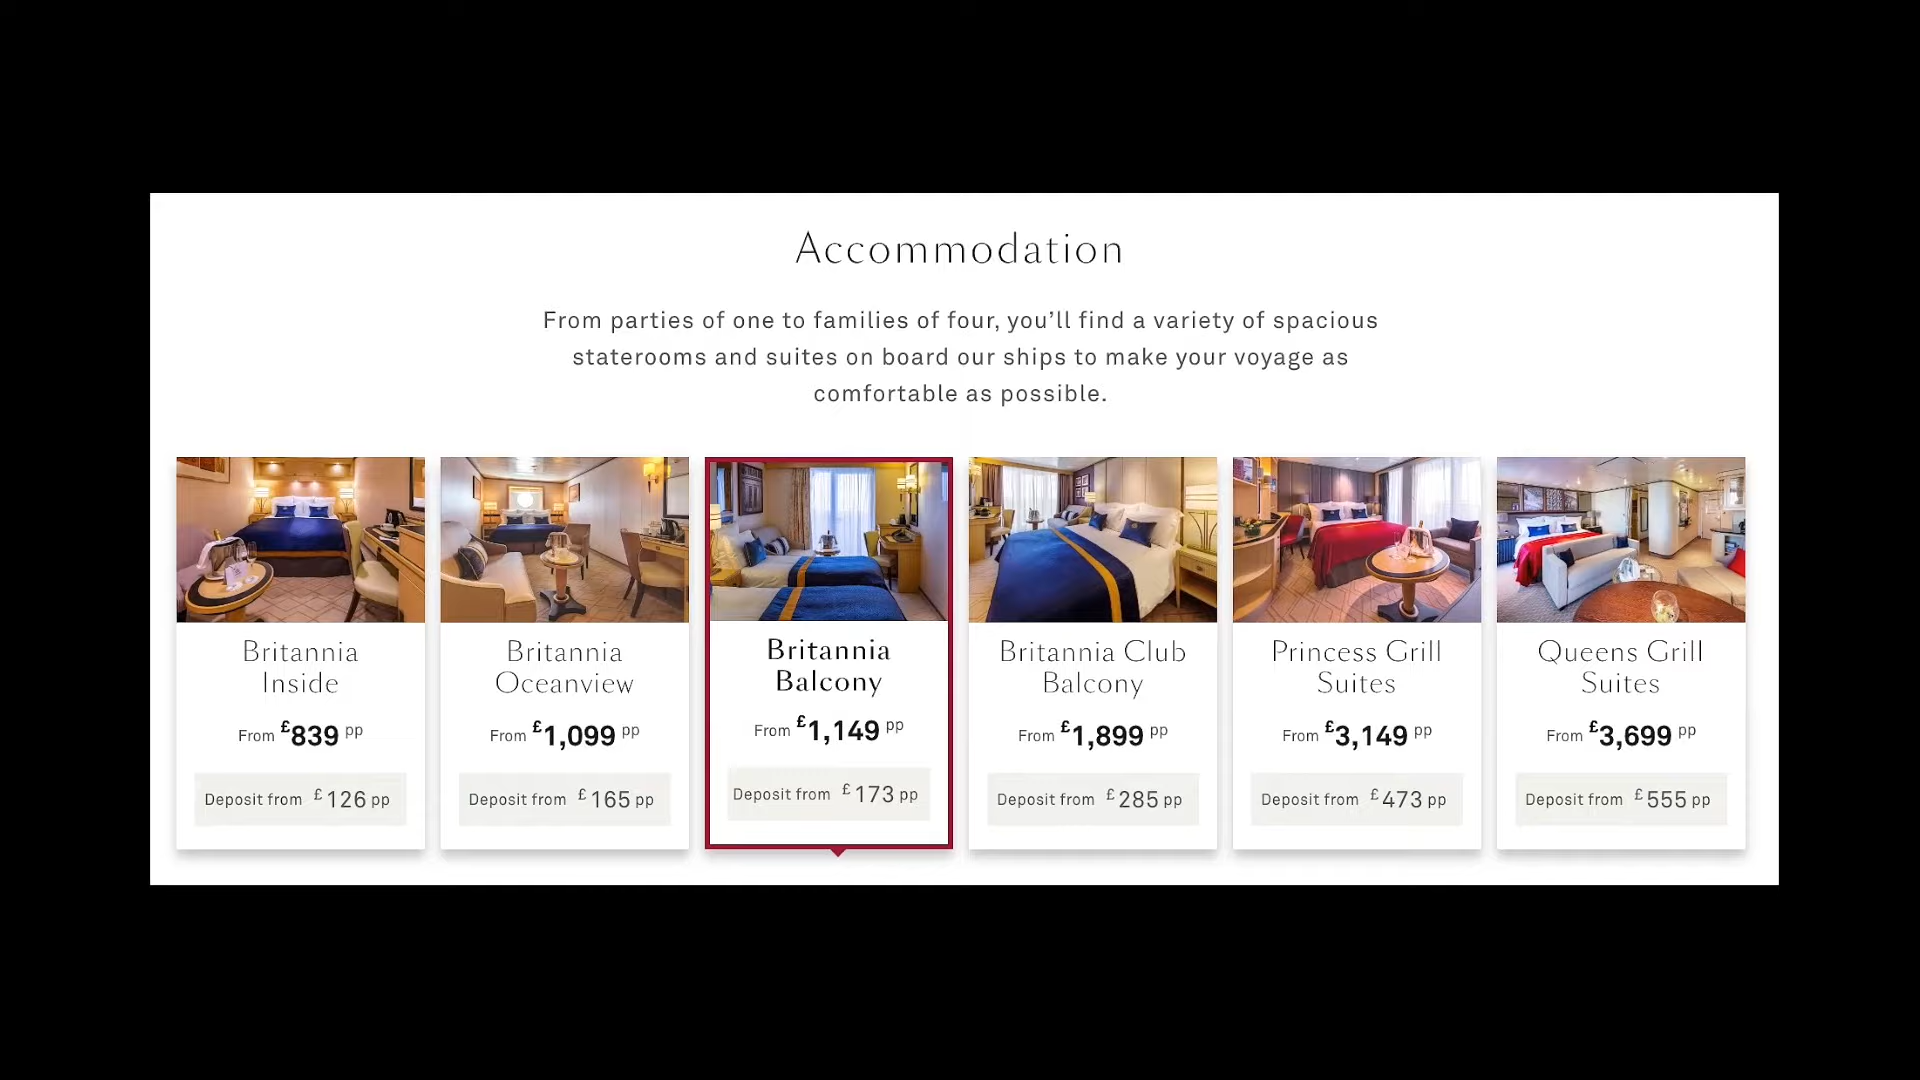 Accommodation
From parties of one to families of four, you’ll find a variety of spacious
staterooms and suites on board our ships to make your voyage as
comfortable as possible.
Britannia
Inside
From £839 pp
Deposit from £126 pp
Britannia
Oceanview
From £1,099 pp
Deposit from £165 pp
Britannia
Balcony
From £1,149 pp
Deposit from £173 pp
Britannia Club
Balcony
From £1,899 pp
Deposit from £285 pp
Princess Grill
Suites
From £3,149 pp
Deposit from £473 pp
Queens Grill
Suites
From £3,699 pp
Deposit from £555 pp